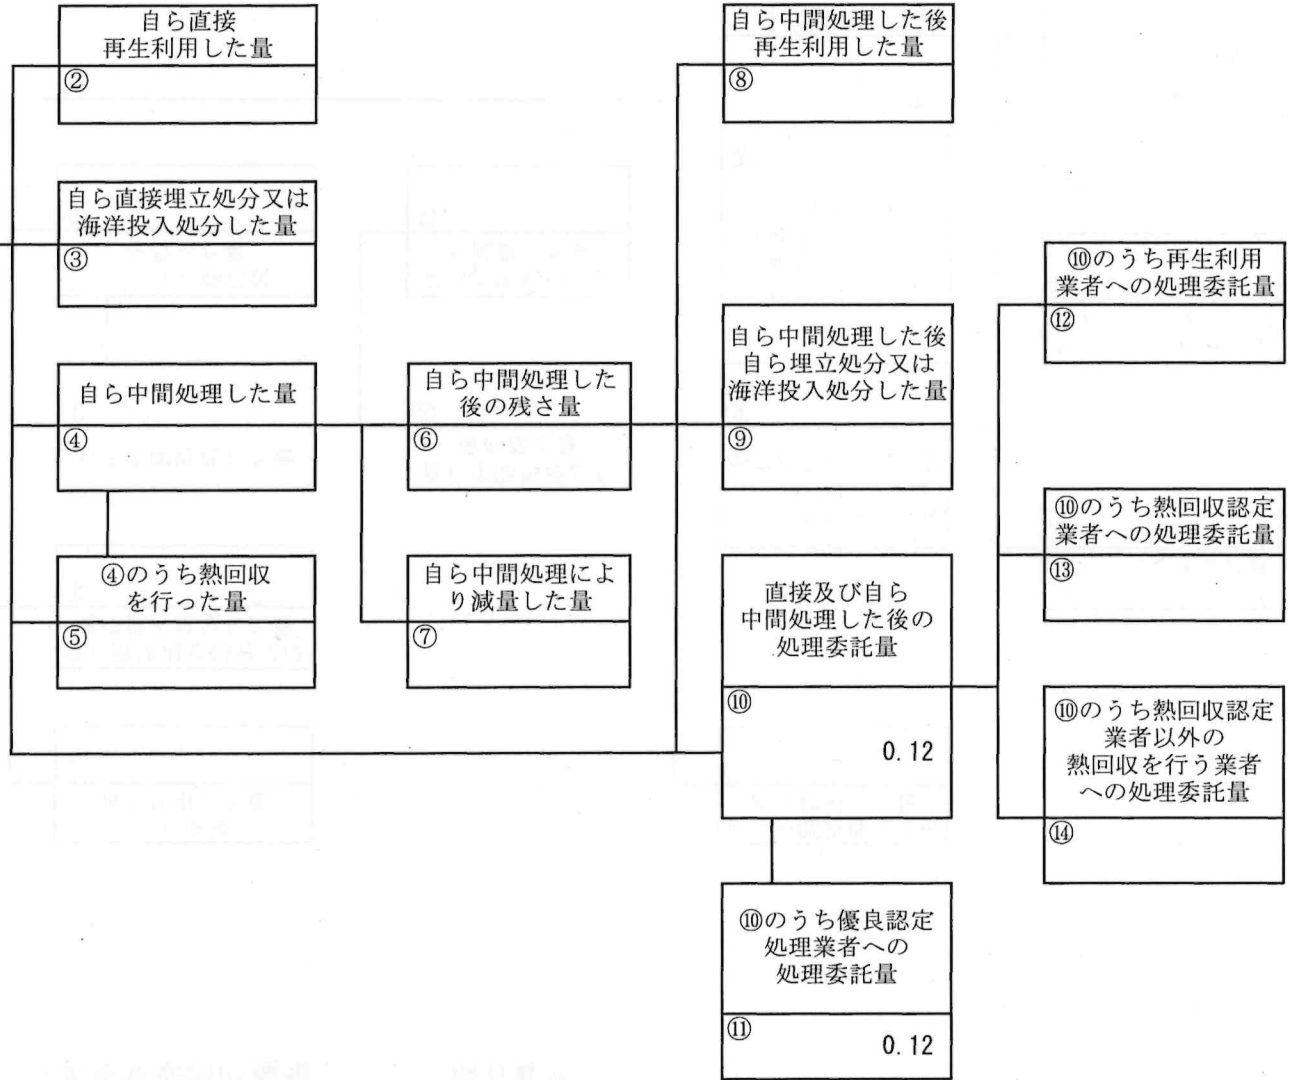 自ら直接
再生利用した量
②
自ら直接埋立処分又は
海洋投入処分した量
③
自ら中間処理した量
④
④のうち熱回収
を行った量
⑤
自ら中間処理した
後の残さ量
⑥
自ら中間処理によ
り減量した量
⑦
自ら中間処理した後
再生利用した量
⑧
自ら中間処理した後
自ら埋立処分又は
海洋投入処分した量
⑨
直接及び自ら
中間処理した後の
処理委託量
⑩
0.12
⑩のうち優良認定
処理業者への
処理委託量
⑪
0.12
⑩のうち再生利用
業者への処理委託量
⑫
⑩のうち熱回収認定
業者への処理委託量
⑬
⑩のうち熱回収認定
業者以外の
熱回収を行う業者
への処理委託量
⑭